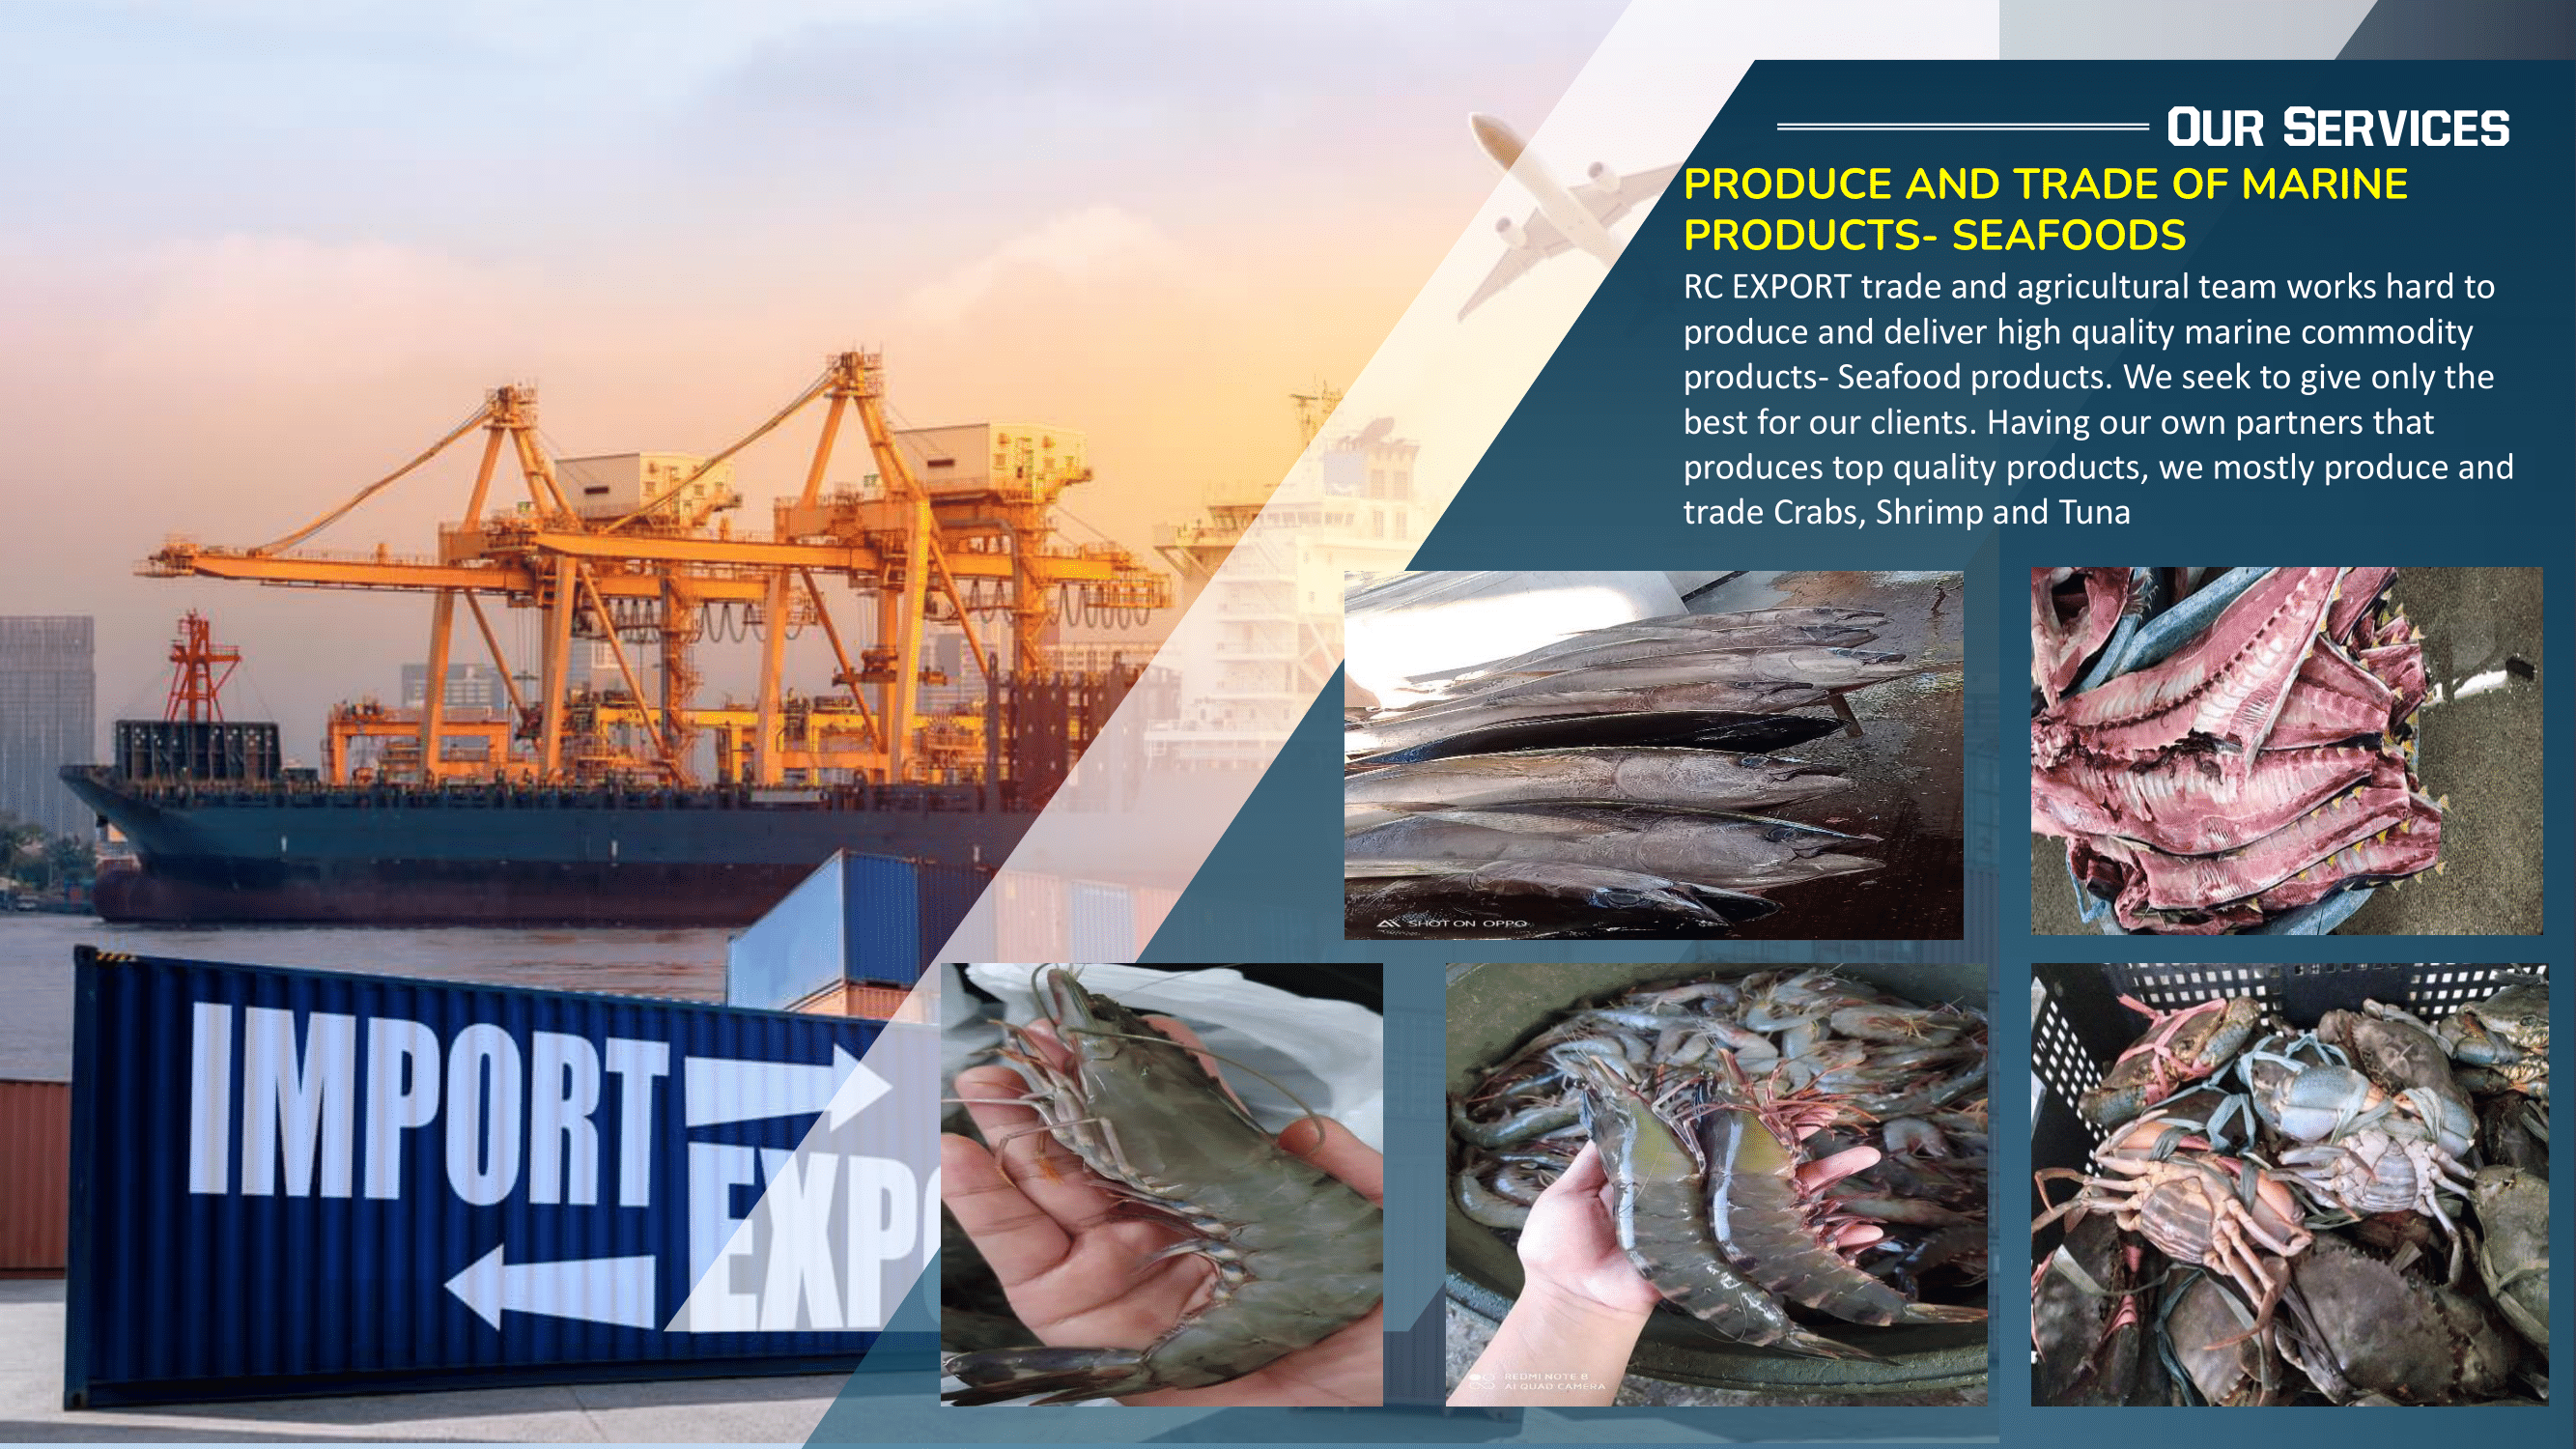 OUR SERVICES
PRODUCE AND TRADE OF MARINE
PRODUCTS- SEAFOODS
RC EXPORT trade and agricultural team works hard to
produce and deliver high quality marine commodity
products- Seafood products. We seek to give only the
best for our clients. Having our own partners that
produces top quality products, we mostly produce and
trade Crabs, Shrimp and Tuna
SHOT ON OPPO
IMPORT
EXPO
REDMI NOTE 8
AI QUAD CAMERA